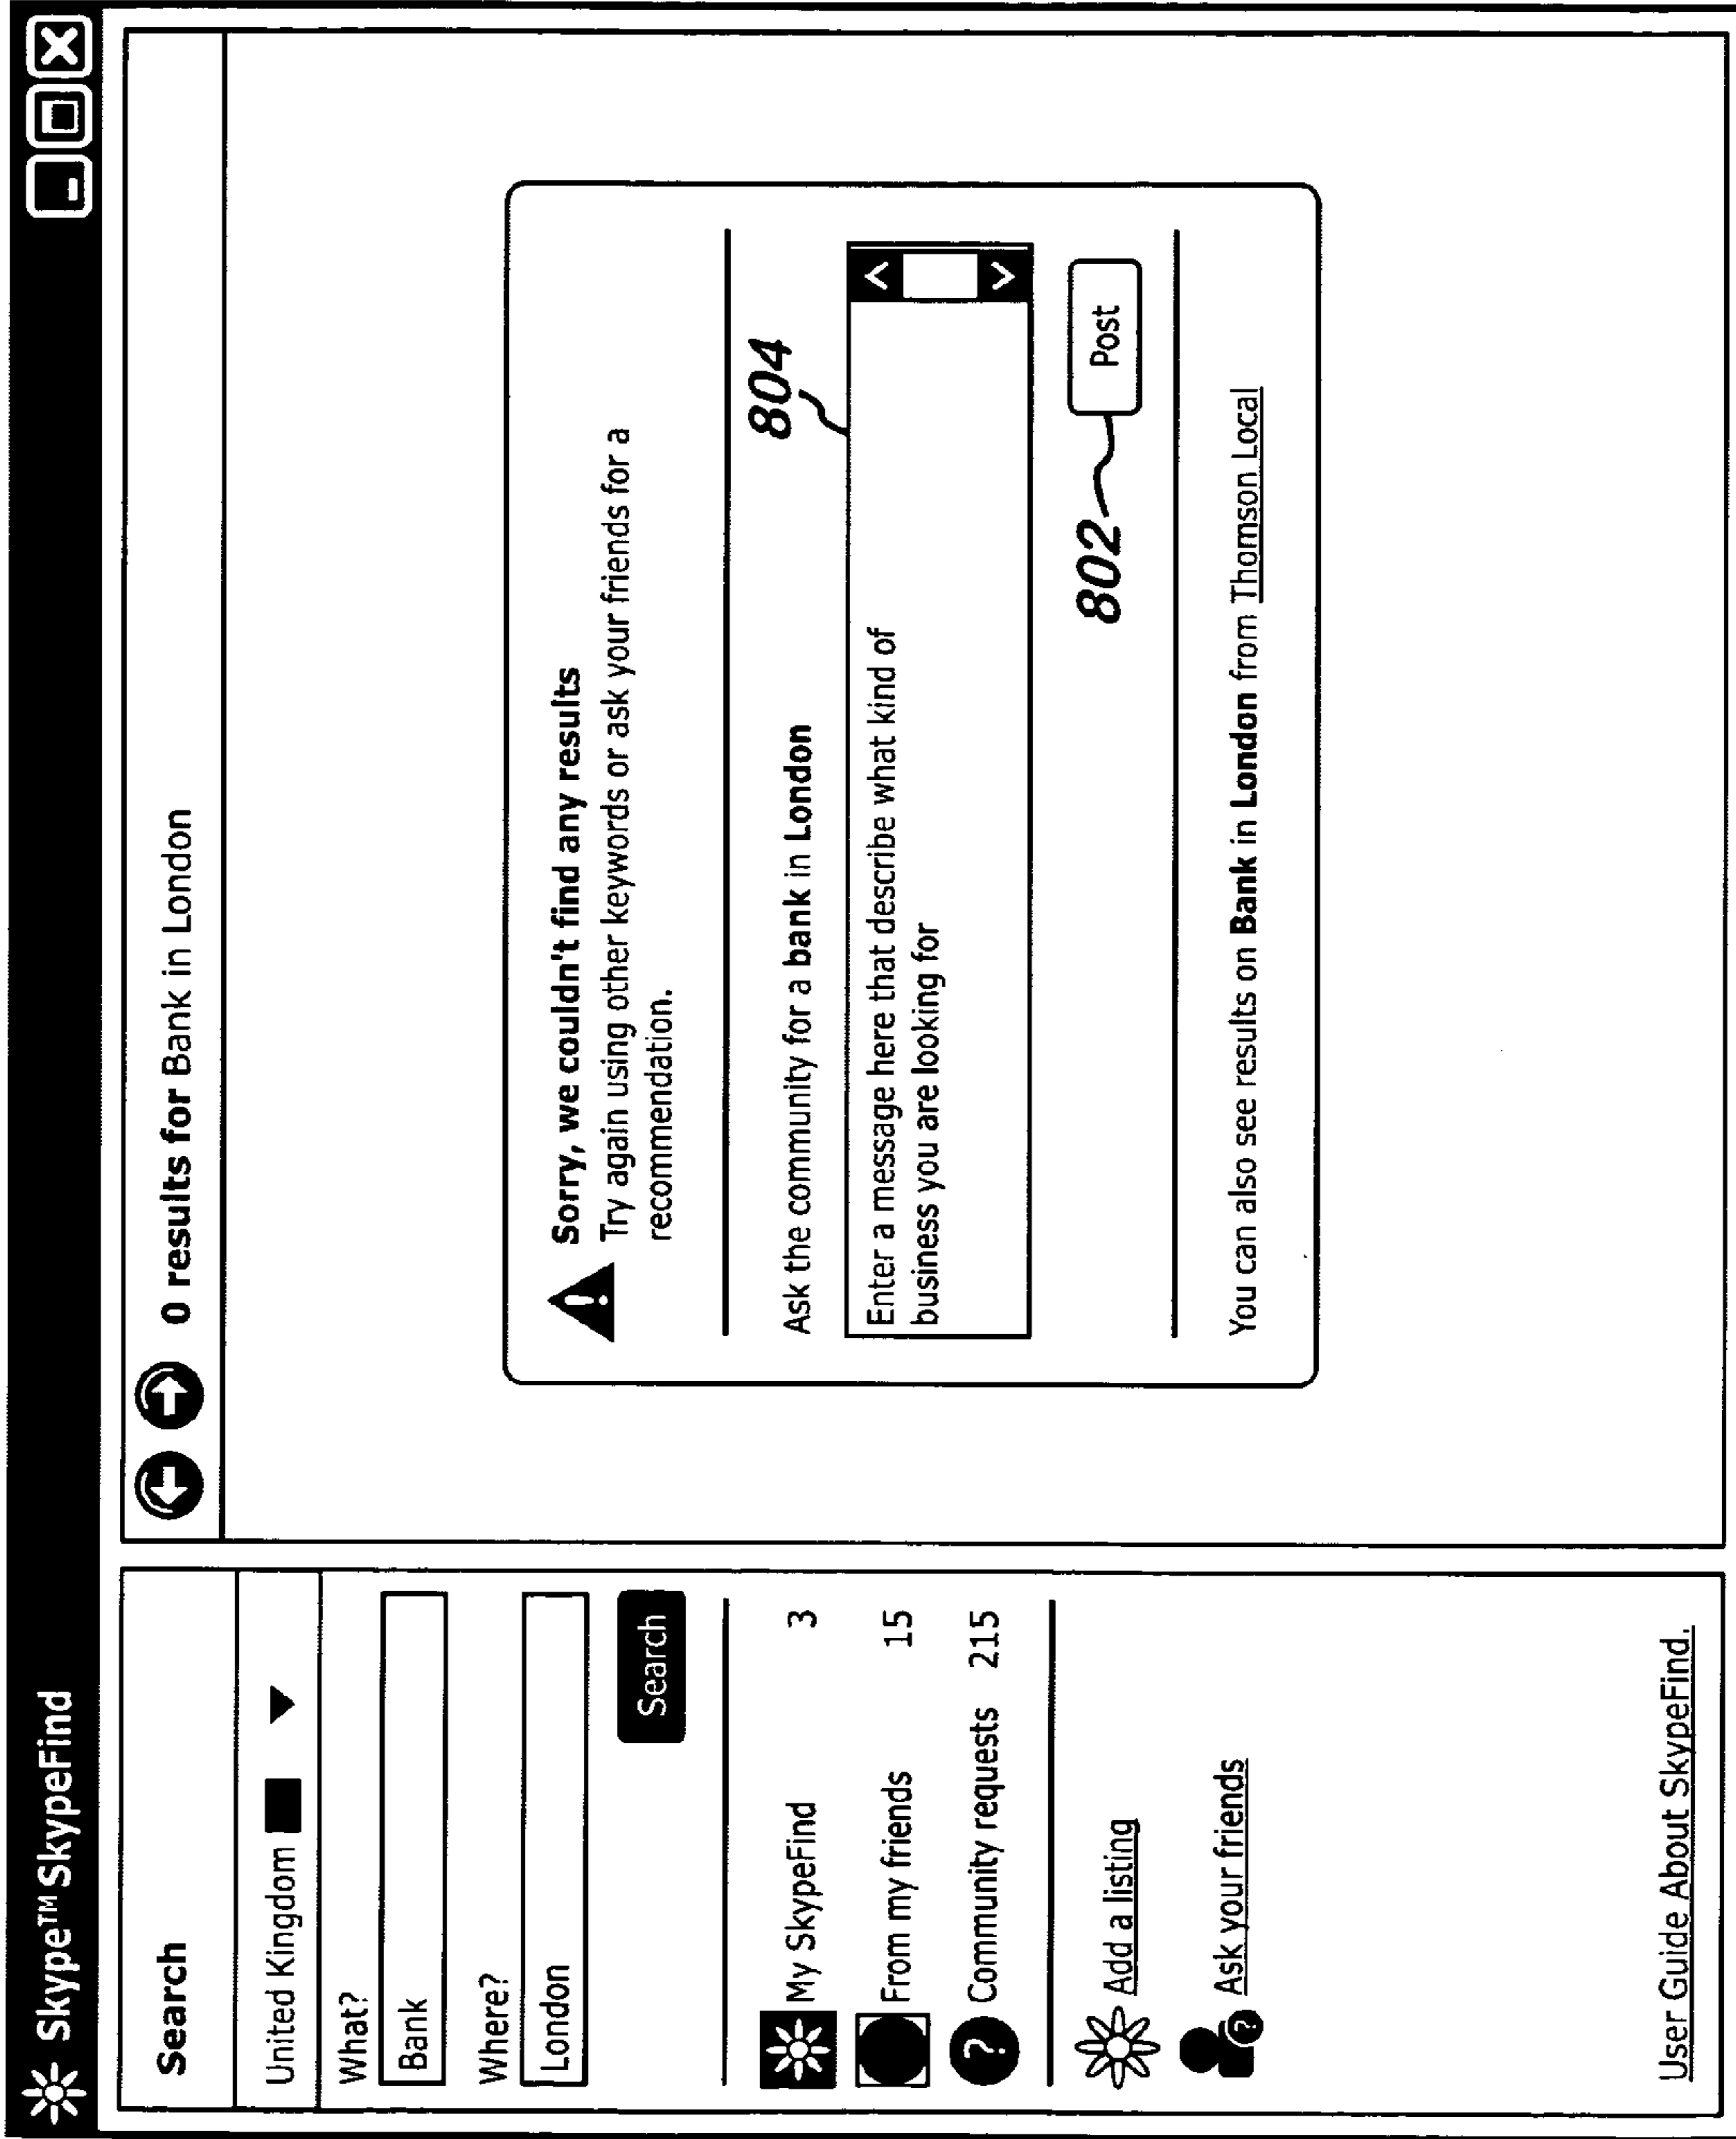 Skype™ SkypeFind
Search
United Kingdom
What?
Bank
Where?
London
Search
My SkypeFind 3
From my friends 15
Community requests 215
Add a listing
Ask your friends
User Guide About SkypeFind.
0 results for Bank in London
Sorry, we couldn't find any results
Try again using other keywords or ask your friends for a
recommendation.
804
Ask the community for a bank in London
Enter a message here that describe what kind of
business you are looking for
802
Post
You can also see results on Bank in London from Thomson Local